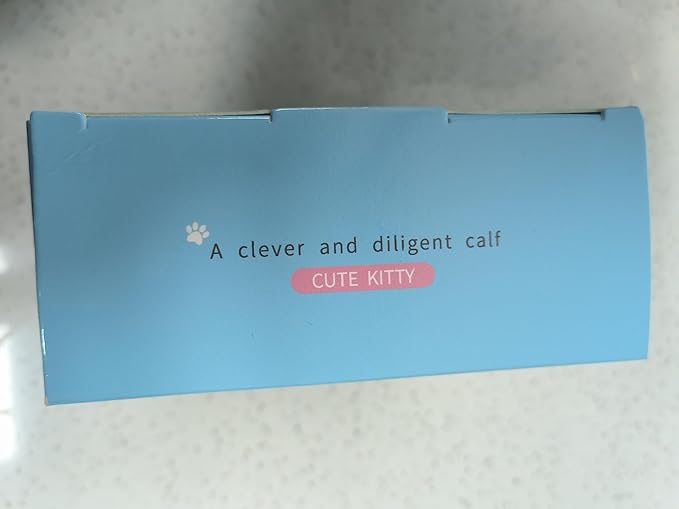 A clever and diligent calf
CUTE KITTY